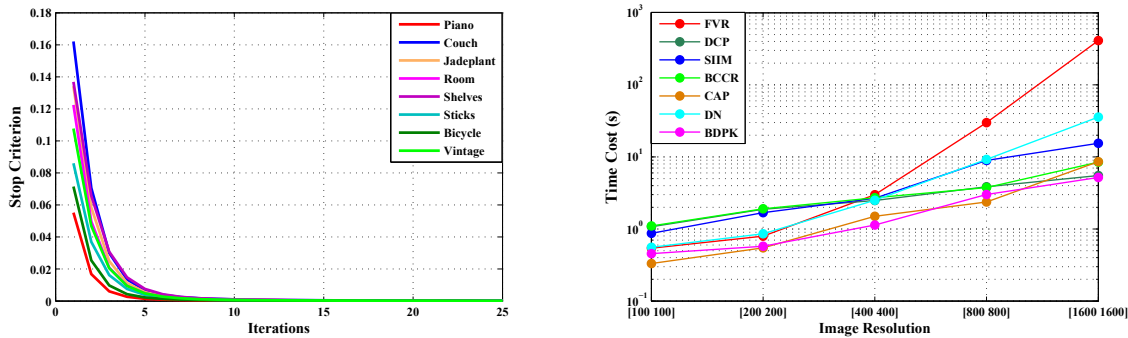 0.18
0.16
0.14
0.12
0.1
0.08
0.06
0.04
0.02
0
Stop Criterion
0 5 10 15 20 25
Iterations
Piano
Couch
Jadeplant
Room
Shelves
Sticks
Bicycle
Vintage
10³
10²
10¹
10⁰
10⁻¹
Time Cost (s)
[100 100] [200 200] [400 400] [800 800] [1600 1600]
Image Resolution
FVR
DCP
SIIM
BCCR
CAP
DN
BDPK